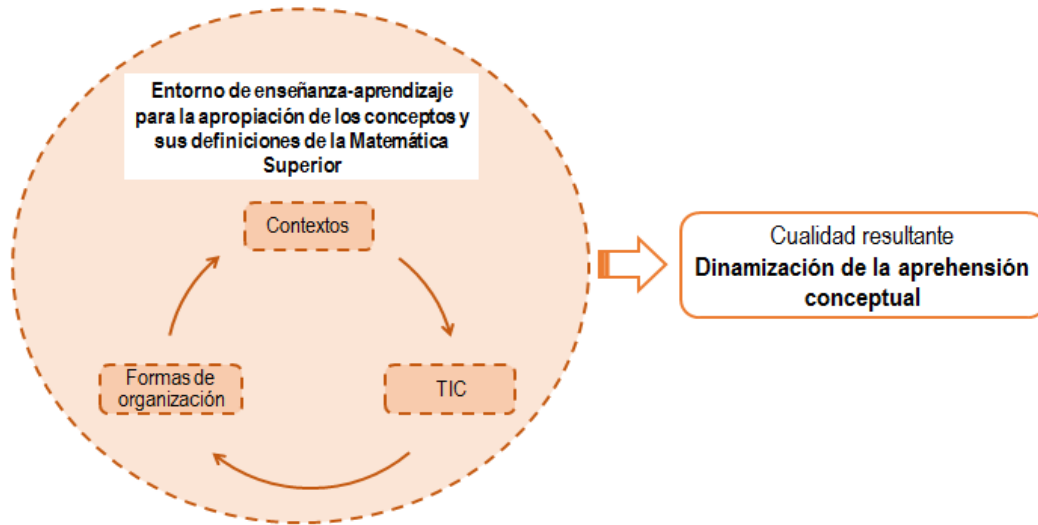 Entorno de enseñanza-aprendizaje
para la apropiación de los conceptos y
sus definiciones de la Matemática
Superior
Contextos
Formas de
organización
TIC
Cualidad resultante
Dinamización de la aprehensión
conceptual